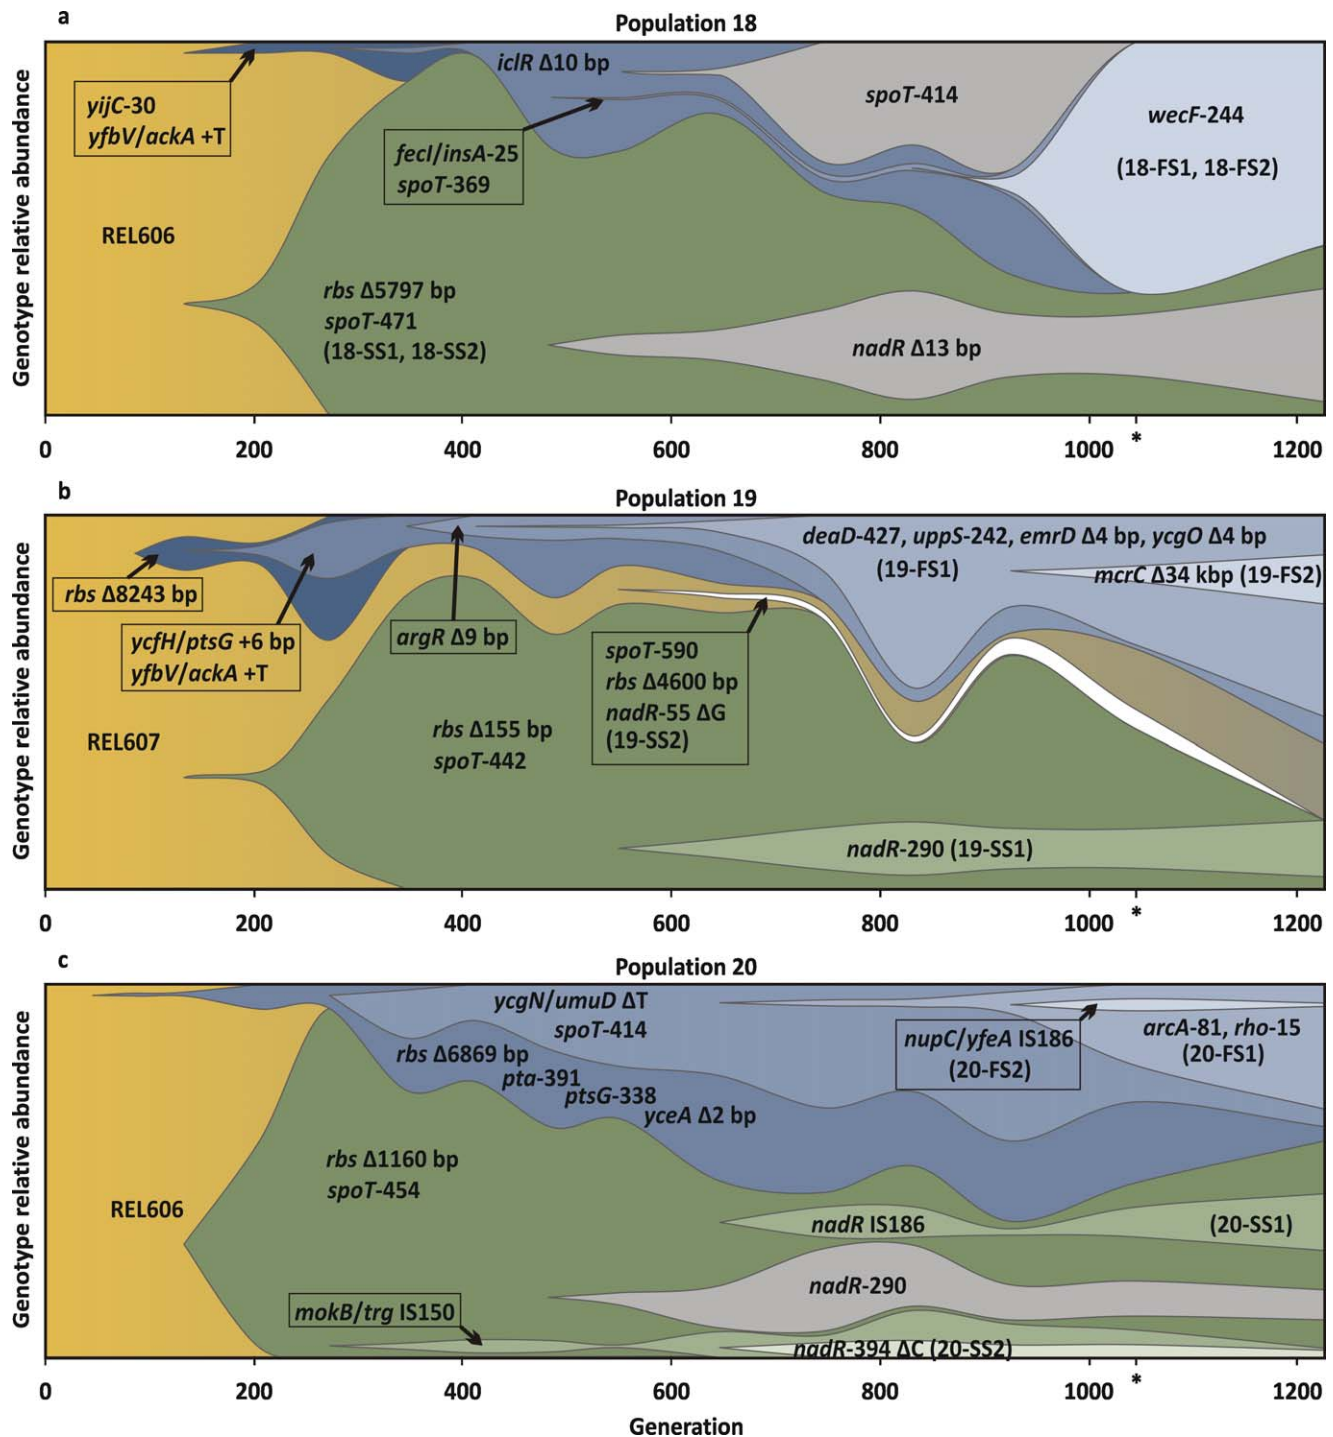 a
Population 18
Genotype relative abundance
yijC-30
yfbV/ackA +T
iclR Δ10 bp
fecI/insA-25
spoT-369
spoT-414
wecF-244
(18-FS1, 18-FS2)
REL606
rbs Δ5797 bp
spoT-471
(18-SS1, 18-SS2)
nadR Δ13 bp
0 200 400 600 800 1000 * 1200
b
Population 19
Genotype relative abundance
rbs Δ8243 bp
ycfH/ptsG +6 bp
yfbV/ackA +T
argR Δ9 bp
deaD-427, uppS-242, emrD Δ4 bp, ycgO Δ4 bp
(19-FS1)
mcrC Δ34 kbp (19-FS2)
spoT-590
rbs Δ4600 bp
nadR-55 ΔG
(19-SS2)
REL607
rbs Δ155 bp
spoT-442
nadR-290 (19-SS1)
0 200 400 600 800 1000 * 1200
c
Population 20
Genotype relative abundance
ycgN/umuD ΔT
spoT-414
rbs Δ6869 bp
pta-391
ptsG-338
yceA Δ2 bp
nupC/yfeA IS186
(20-FS2)
arcA-81, rho-15
(20-FS1)
REL606
rbs Δ1160 bp
spoT-454
nadR IS186
(20-SS1)
nadR-290
mokB/trg IS150
nadR-394 ΔC (20-SS2)
0 200 400 600 800 1000 * 1200
Generation